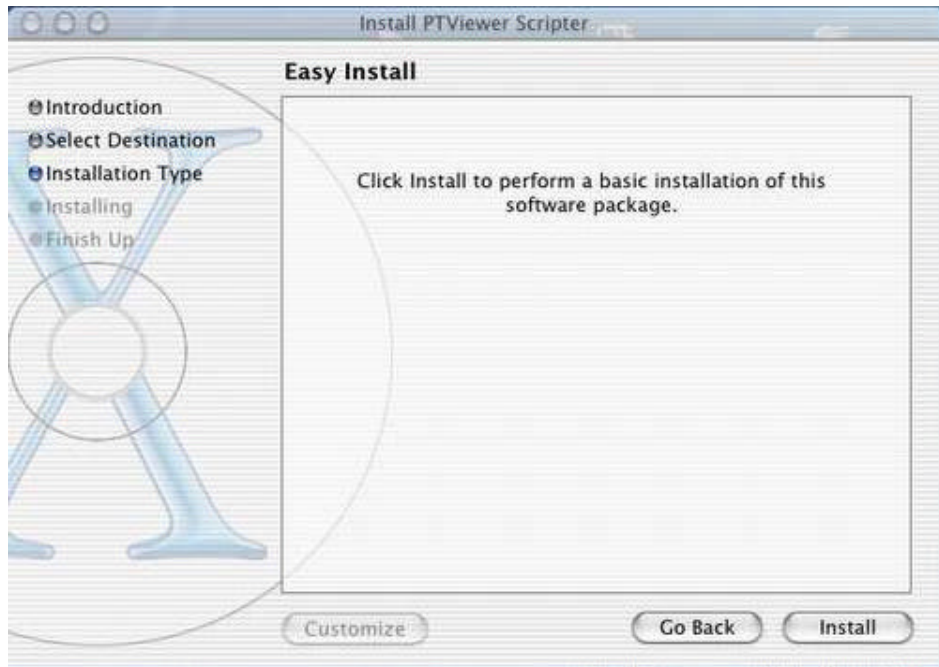 Install PTViewer Scripter
Easy Install
Introduction
Select Destination
Installation Type
Installing
Finish Up
Click Install to perform a basic installation of this
software package.
Customize
Go Back
Install